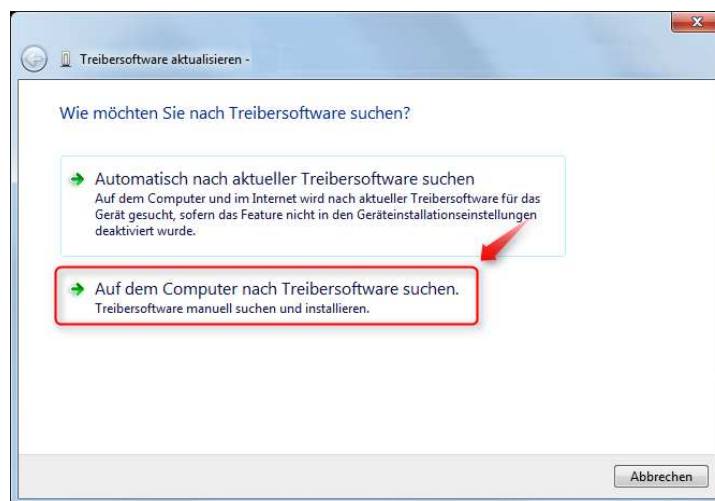 Treibersoftware aktualisieren -
Wie möchten Sie nach Treibersoftware suchen?
Automatisch nach aktueller Treibersoftware suchen
Auf dem Computer und im Internet wird nach aktueller Treibersoftware für das
Gerät gesucht, sofern das Feature nicht in den Geräteinstallationseinstellungen
deaktiviert wurde.
Auf dem Computer nach Treibersoftware suchen.
Treibersoftware manuell suchen und installieren.
Abbrechen